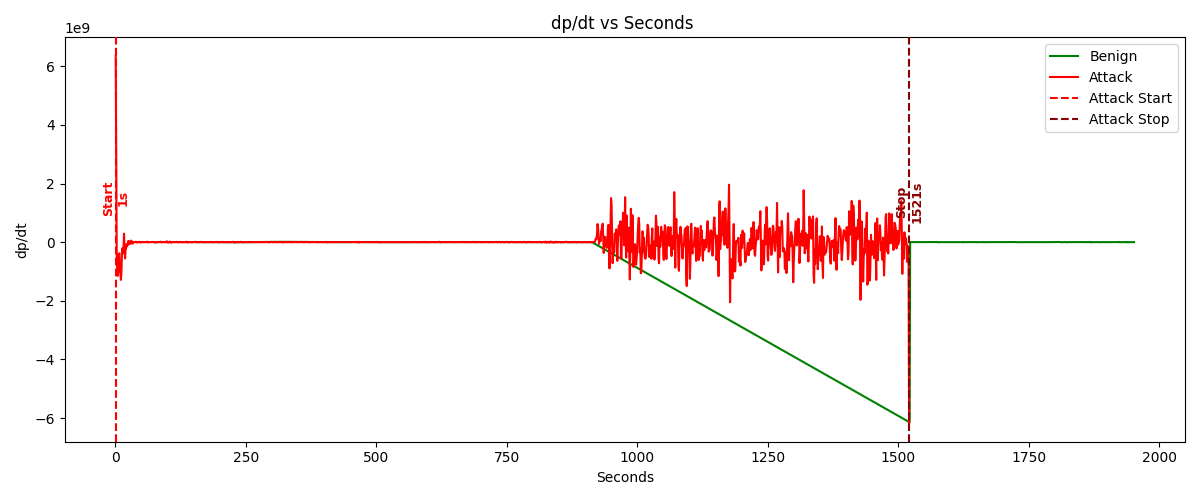 dp/dt vs Seconds
1e9
Benign
Attack
Attack Start
Attack Stop
6
4
2
0
−2
−4
−6
dp/dt
Start
1s
Stop
1521s
0
250
500
750
1000
1250
1500
1750
2000
Seconds